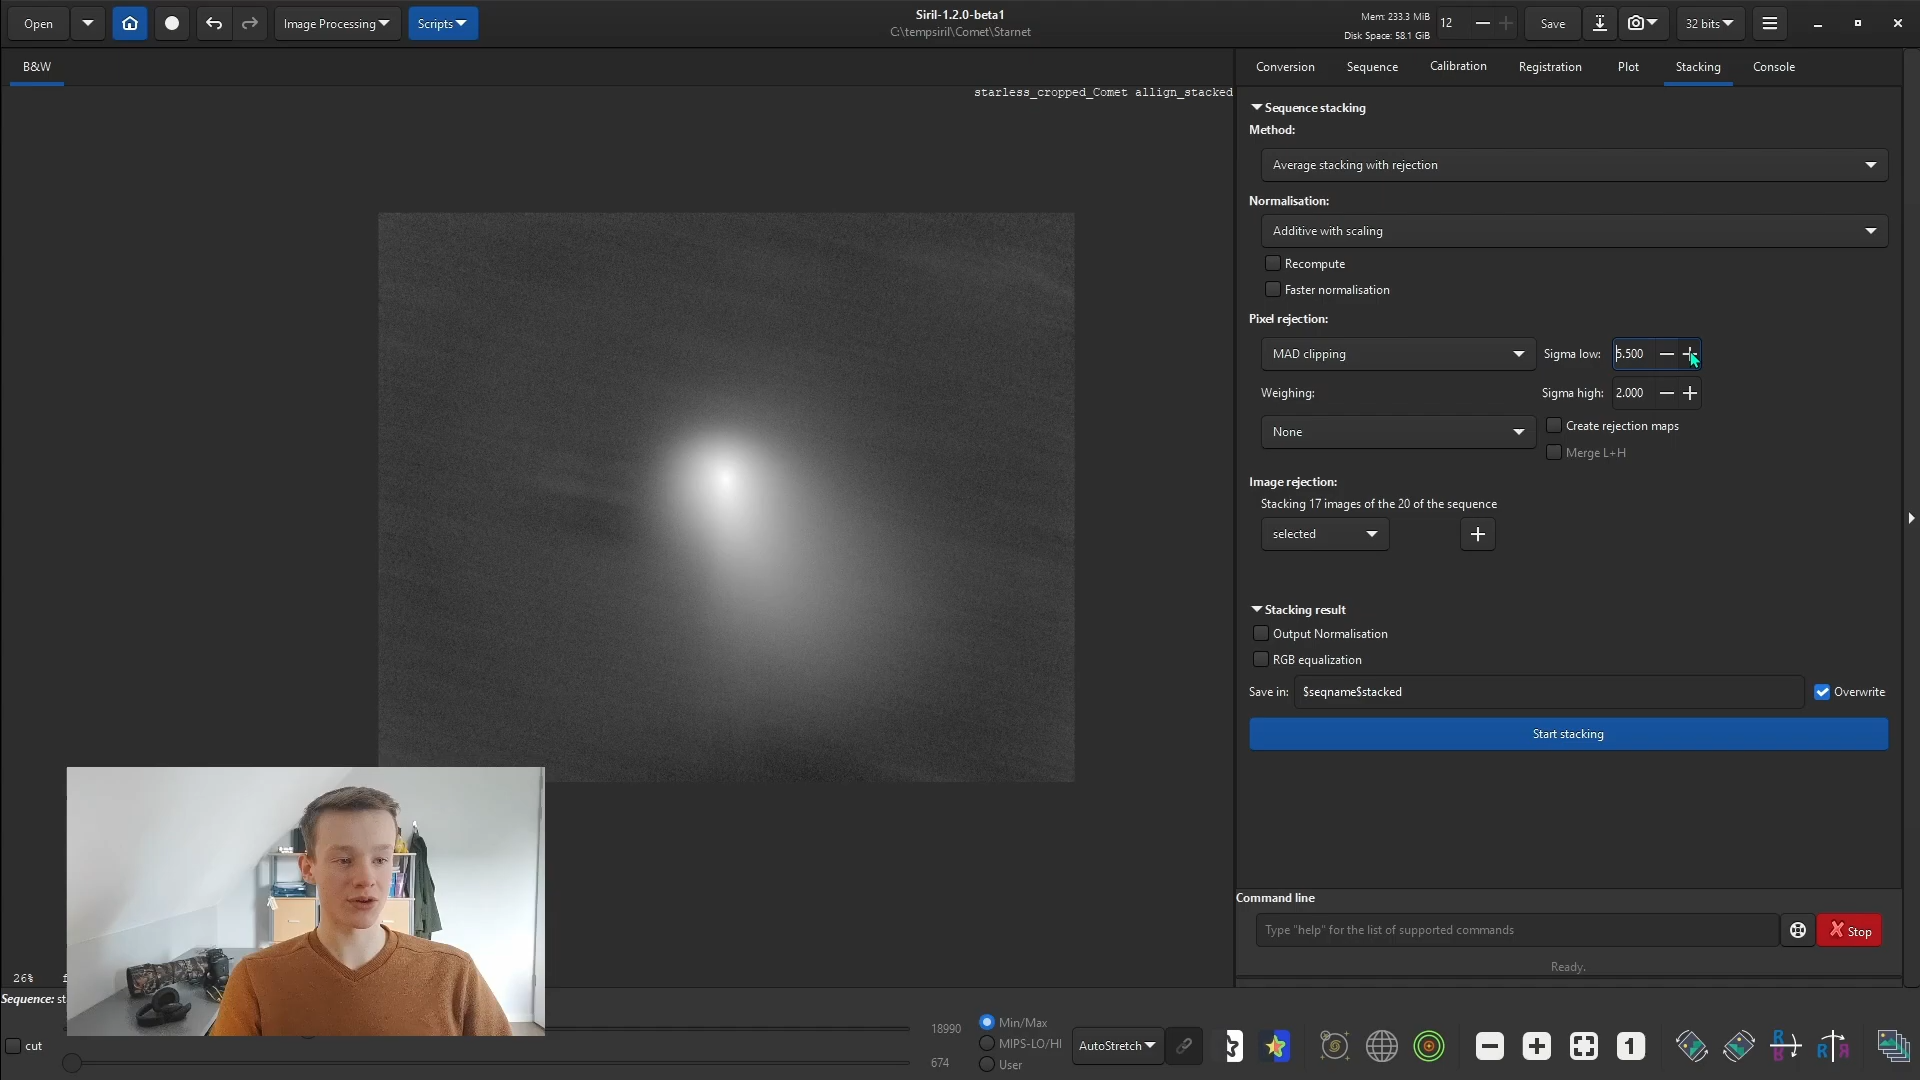 Open
Image Processing
Scripts
Siril-1.2.0-beta1
C:\tempsiril\Comet\Starnet
Mem: 233.3 MiB
Disk Space: 58.1 GiB
12
Save
32 bits
B&W
Conversion
Sequence
Calibration
Registration
Plot
Stacking
Console
starless_cropped_Comet allign_stacked
Sequence stacking
Method:
Average stacking with rejection
Normalisation:
Additive with scaling
Recompute
Faster normalisation
Pixel rejection:
MAD clipping
Sigma low:
5.500
Weighing:
Sigma high:
2.000
None
Create rejection maps
Merge L+H
Image rejection:
Stacking 17 images of the 20 of the sequence
selected
Stacking result
Output Normalisation
RGB equalization
Save in:
$seqname$stacked
Overwrite
Start stacking
Command line
Type "help" for the list of supported commands
Stop
Ready.
26%
Sequence: st
cut
18990
674
Min/Max
MIPS-LO/HI
User
AutoStretch
1
R
R
R
R